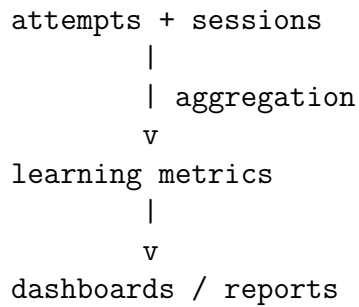 attempts + sessions
|
| aggregation
v
learning metrics
|
v
dashboards / reports